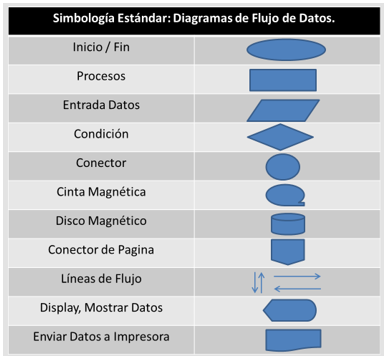 Simbología Estándar: Diagramas de Flujo de Datos.
Inicio / Fin
Procesos
Entrada Datos
Condición
Conector
Cinta Magnética
Disco Magnético
Conector de Pagina
Líneas de Flujo
Display, Mostrar Datos
Enviar Datos a Impresora